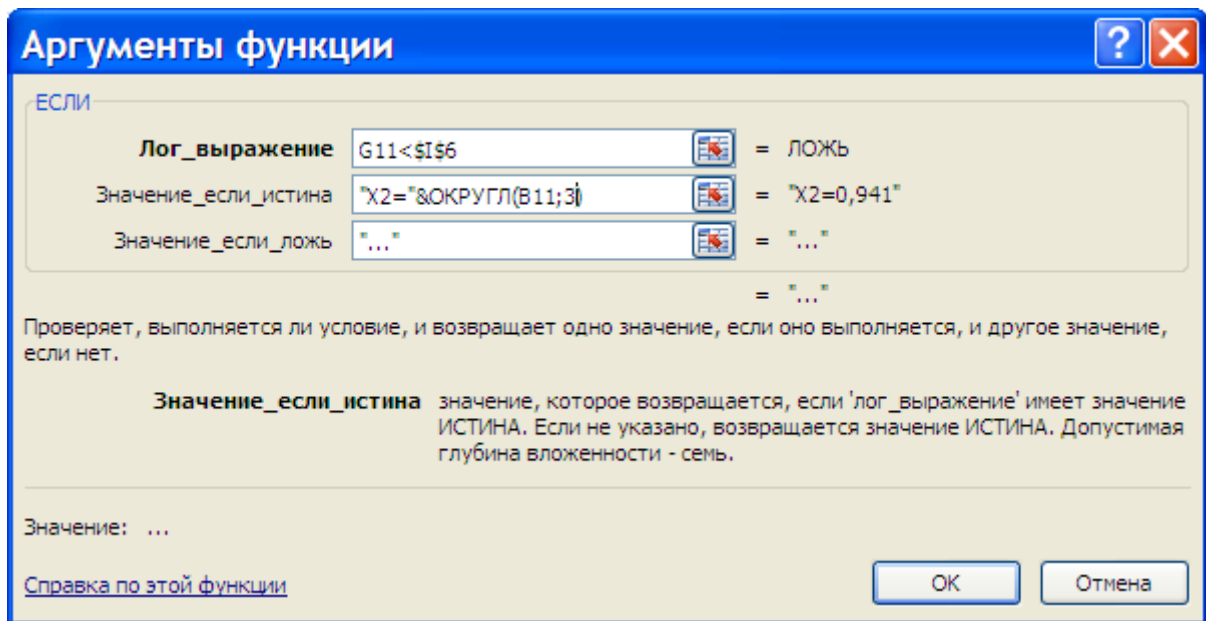 Аргументы функции
ЕСЛИ
Лог_выражение G11<$I$6 = ЛОЖЬ
Значение_если_истина "X2="&ОКРУГЛ(B11;3) = "X2=0,941"
Значение_если_ложь "..." = "..."
= "..."
Проверяет, выполняется ли условие, и возвращает одно значение, если оно выполняется, и другое значение,
если нет.
Значение_если_истина значение, которое возвращается, если 'лог_выражение' имеет значение
ИСТИНА. Если не указано, возвращается значение ИСТИНА. Допустимая
глубина вложенности - семь.
Значение: ...
Справка по этой функции
ОК Отмена